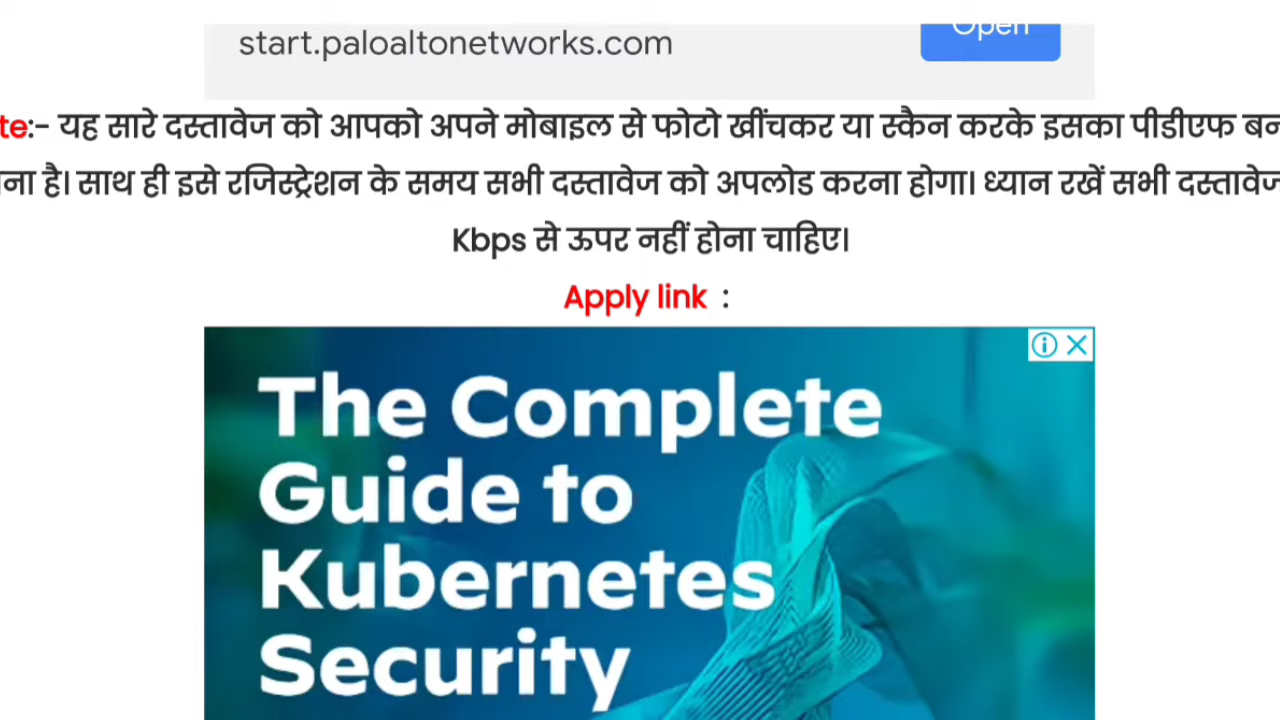 start.paloaltonetworks.com
Open
te:- यह सारे दस्तावेज को आपको अपने मोबाइल से फोटो खींचकर या स्कैन करके इसका पीडीएफ बन
ना है। साथ ही इसे रजिस्ट्रेशन के समय सभी दस्तावेज को अपलोड करना होगा। ध्यान रखें सभी दस्तावेज
Kbps से ऊपर नहीं होना चाहिए।
Apply link :
The Complete
Guide to
Kubernetes
Security